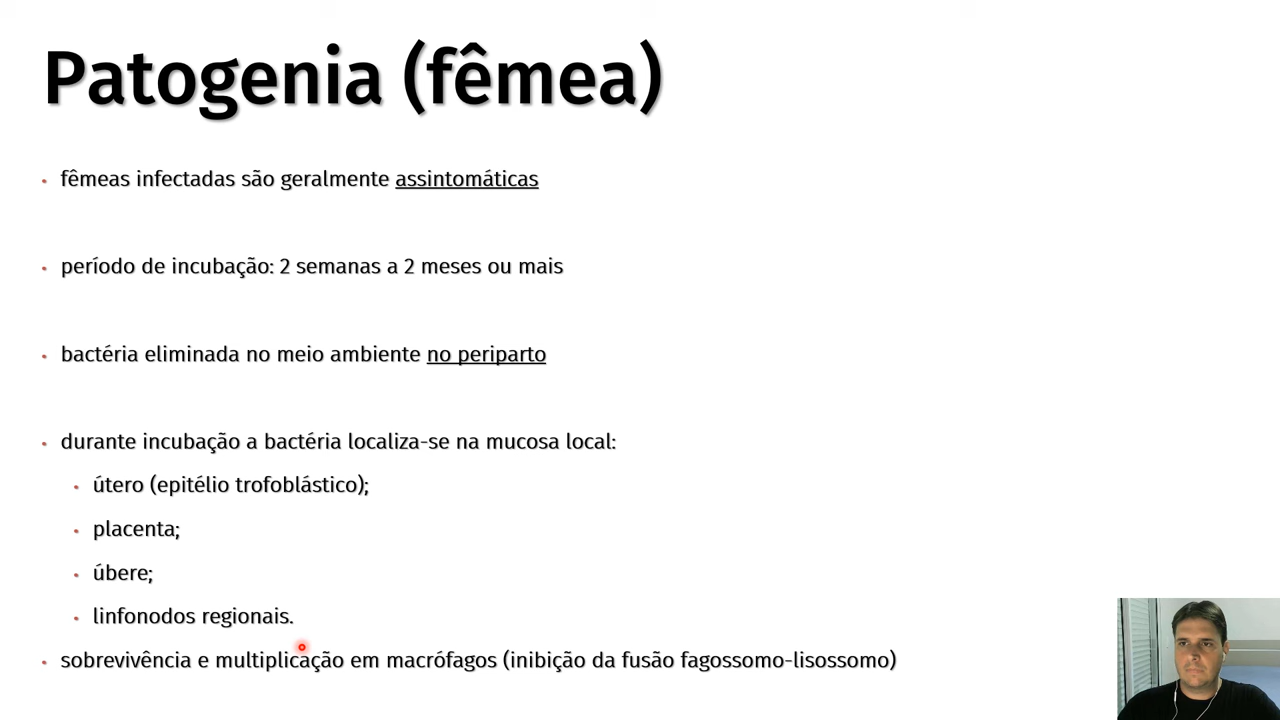 Patogenia (fêmea)
fêmeas infectadas são geralmente assintomáticas
período de incubação: 2 semanas a 2 meses ou mais
bactéria eliminada no meio ambiente no periparto
durante incubação a bactéria localiza-se na mucosa local:
útero (epitélio trofoblástico);
placenta;
úbere;
linfonodos regionais.
sobrevivência e multiplicação em macrófagos (inibição da fusão fagossomo-lisossomo)